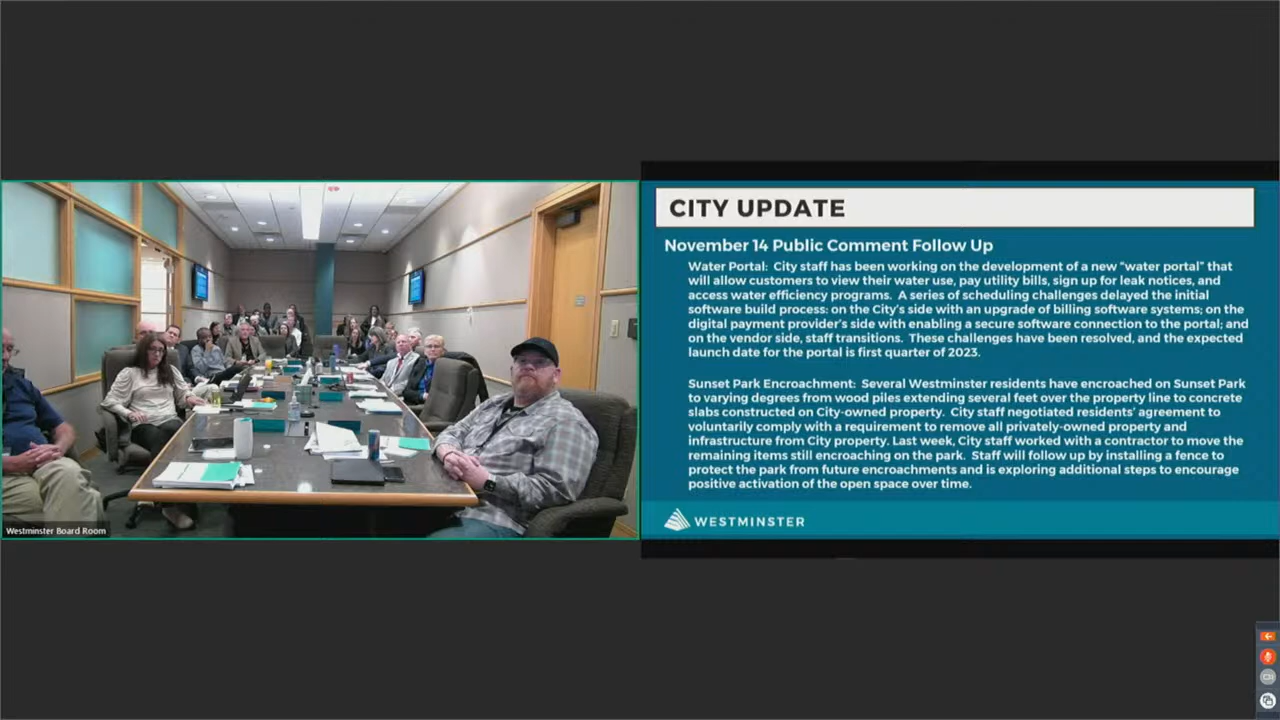 Westminster Board Room
CITY UPDATE
November 14 Public Comment Follow Up
Water Portal: City staff has been working on the development of a new “water portal” that
will allow customers to view their water use, pay utility bills, sign up for leak notices, and
access water efficiency programs. A series of scheduling challenges delayed the initial
software build process: on the City’s side with an upgrade of billing software systems; on the
digital payment provider’s side with enabling a secure software connection to the portal; and
on the vendor side, staff transitions. These challenges have been resolved, and the expected
launch date for the portal is first quarter of 2023.
Sunset Park Encroachment: Several Westminster residents have encroached on Sunset Park
to varying degrees from wood piles extending several feet over the property line to concrete
slabs constructed on City-owned property. City staff negotiated residents’ agreement to
voluntarily comply with a requirement to remove all privately-owned property and
infrastructure from City property. Last week, City staff worked with a contractor to move the
remaining items still encroaching on the park. Staff will follow up by installing a fence to
protect the park from future encroachments and is exploring additional steps to encourage
positive activation of the open space over time.
WESTMINSTER